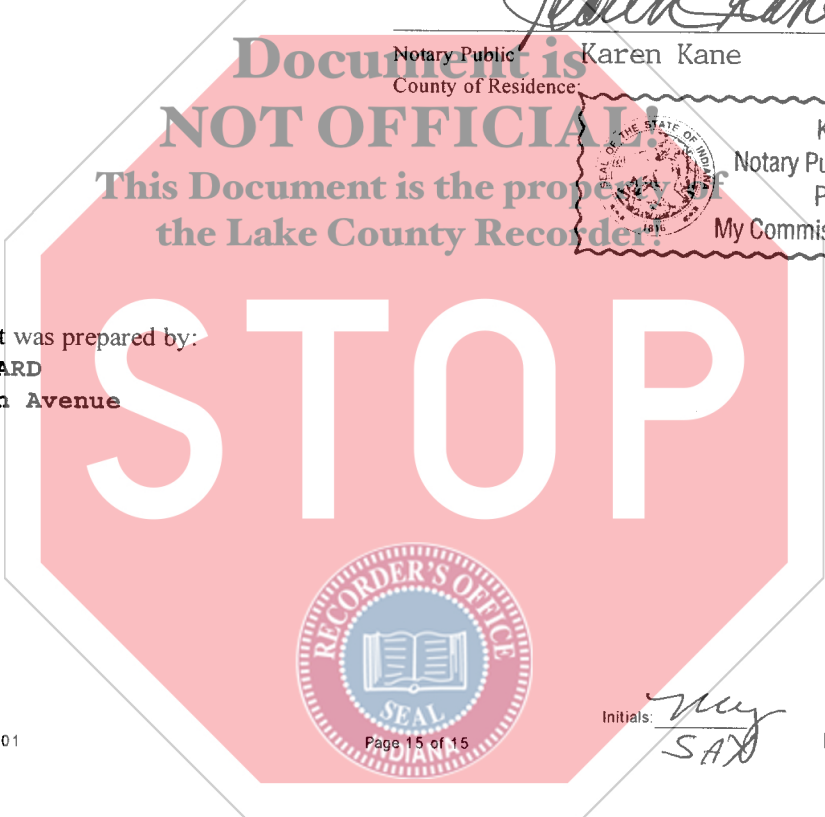 Document is
Notary Public Karen Kane
County of Residence:
NOT OFFICIAL!
This Document is the property of
the Lake County Recorder!
SEAL OF THE STATE OF INDIANA
1816
Notary Pu
My Commis
t was prepared by:
ARD
n Avenue
STOP
RECORDER'S OFFICE
SEAL
INDIANA
Initials:
SAX
01
Page 15 of 15